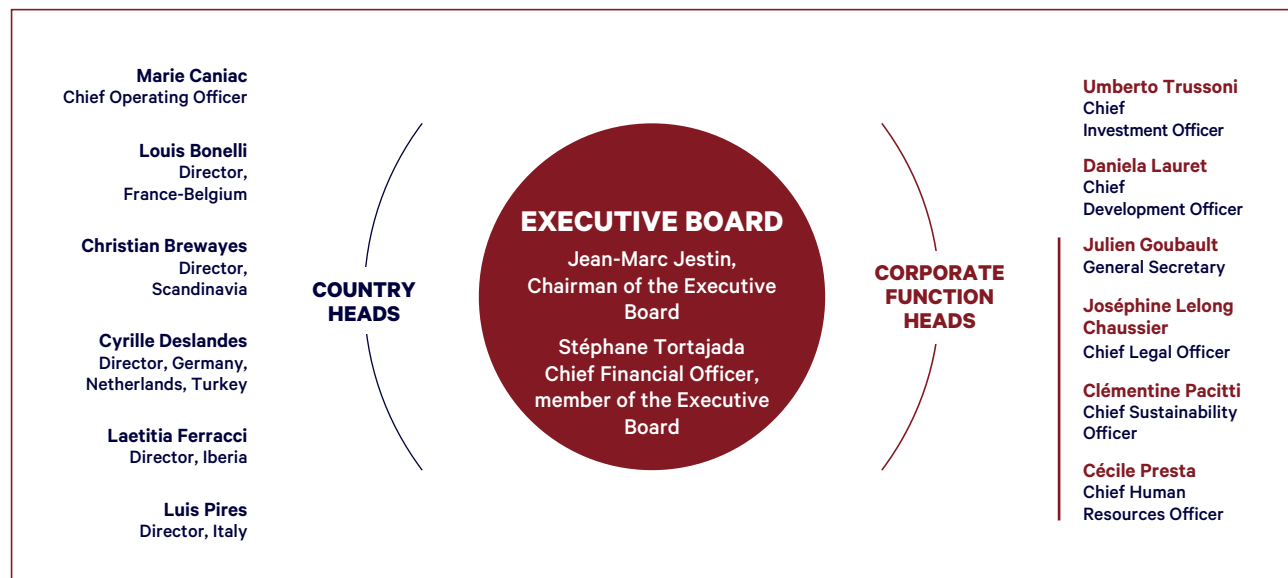 Marie Caniac
Chief Operating Officer
Louis Bonelli
Director,
France-Belgium
Christian Brewayes
Director,
Scandinavia
Cyrille Deslandes
Director, Germany,
Netherlands, Turkey
Laetitia Ferracci
Director, Iberia
Luis Pires
Director, Italy
COUNTRY
HEADS
EXECUTIVE BOARD
Jean-Marc Jestin,
Chairman of the Executive
Board
Stéphane Tortajada
Chief Financial Officer,
member of the Executive
Board
CORPORATE
FUNCTION
HEADS
Umberto Trussoni
Chief
Investment Officer
Daniela Lauret
Chief
Development Officer
Julien Goubault
General Secretary
Joséphine Lelong
Chaussier
Chief Legal Officer
Clémentine Pacitti
Chief Sustainability
Officer
Cécile Presta
Chief Human
Resources Officer